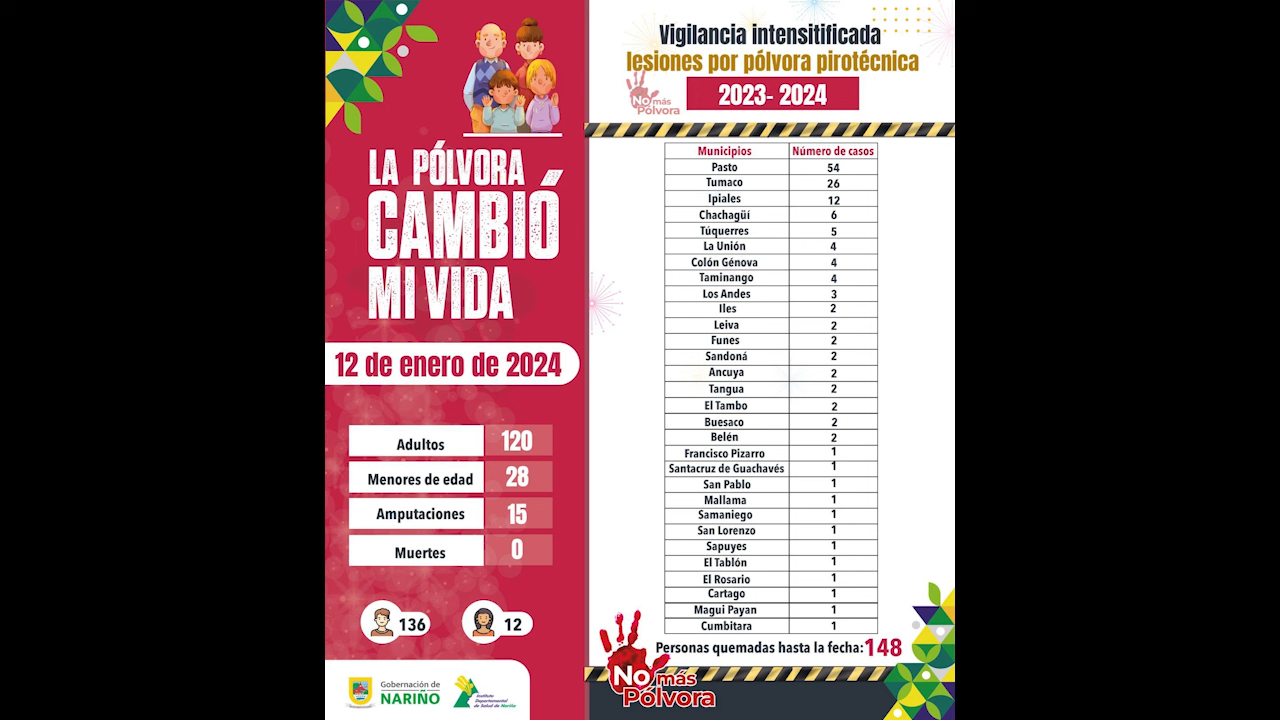 LA PÓLVORA
CAMBIÓ
MI VIDA
12 de enero de 2024
Adultos 120
Menores de edad 28
Amputaciones 15
Muertes 0
136 12
Gobernación de
NARIÑO
Instituto
Departamental
de Salud de Nariño
Vigilancia intensitificada
lesiones por pólvora pirotécnica
2023- 2024
No más
Pólvora
Municipios Número de casos
Pasto 54
Tumaco 26
Ipiales 12
Chachagüí 6
Túquerres 5
La Unión 4
Colón Génova 4
Taminango 4
Los Andes 3
Iles 2
Leiva 2
Funes 2
Sandoná 2
Ancuya 2
Tangua 2
El Tambo 2
Buesaco 2
Belén 2
Francisco Pizarro 1
Santacruz de Guachavés 1
San Pablo 1
Mallama 1
Samaniego 1
San Lorenzo 1
Sapuyes 1
El Tablón 1
El Rosario 1
Cartago 1
Magui Payan 1
Cumbitara 1
Personas quemadas hasta la fecha: 148
No más
Pólvora